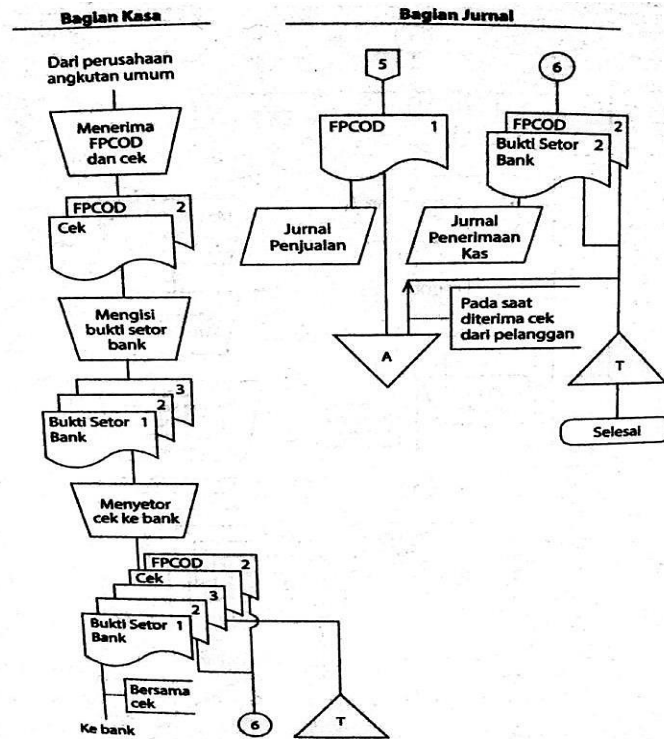 Bagian Kasa
Dari perusahaan
angkutan umum
Menerima
FPCOD
dan cek
FPCOD 2
Cek
Mengisi
bukti setor
bank
3
2
Bukti Setor 1
Bank
Menyetor
cek ke bank
FPCOD 2
Cek
3
2
Bukti Setor 1
Bank
Bersama
cek
Ke bank
6
T
Bagian Jurnal
5
6
FPCOD 1
FPCOD 2
Bukti Setor 2
Bank
Jurnal
Penjualan
Jurnal
Penerimaan
Kas
Pada saat
diterima cek
dari pelanggan
A
T
Selesai